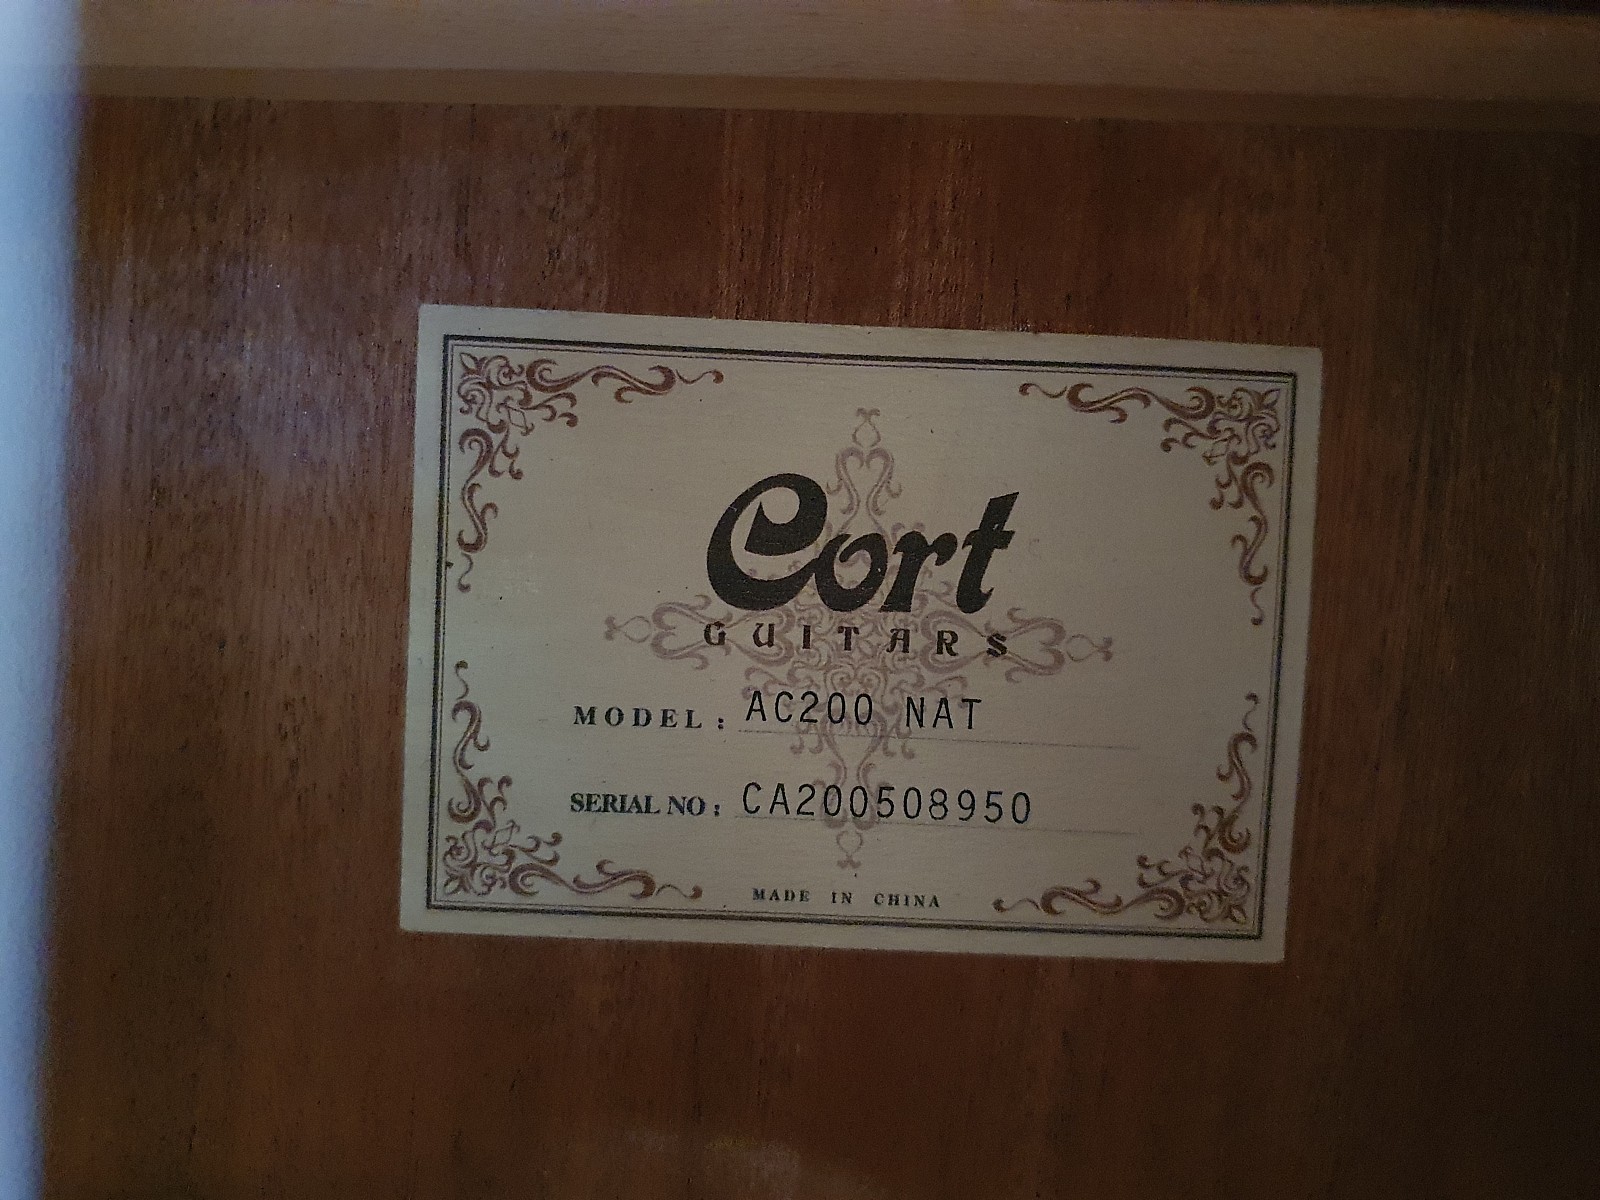 Cort
GUITARS
MODEL: AC200 NAT
SERIAL NO: CA200508950
MADE IN CHINA